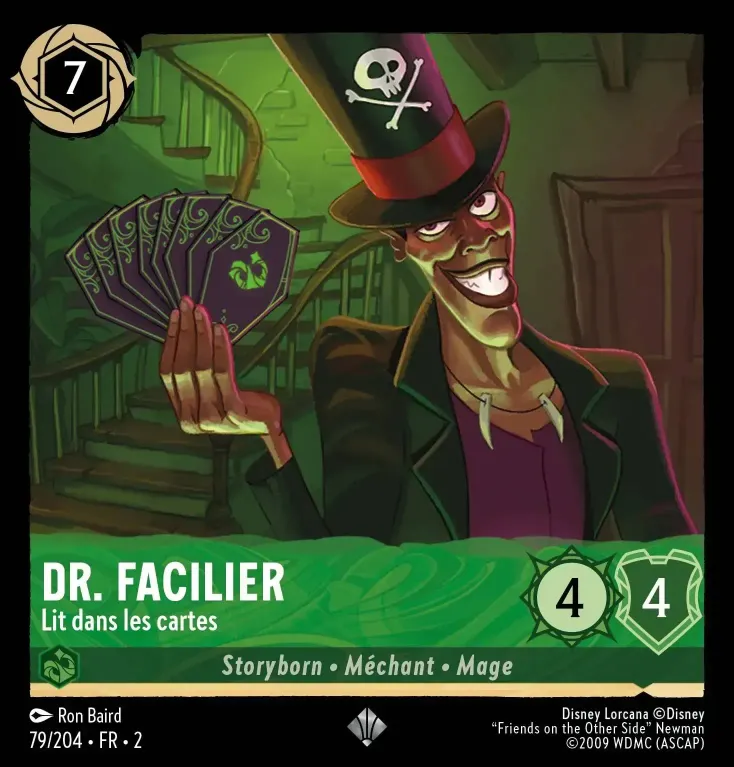 7
DR. FACILIER
Lit dans les cartes
4
4
Storyborn • Méchant • Mage
Ron Baird
79/204 • FR • 2
Disney Lorcana ©Disney
“Friends on the Other Side” Newman
©2009 WDMC (ASCAP)